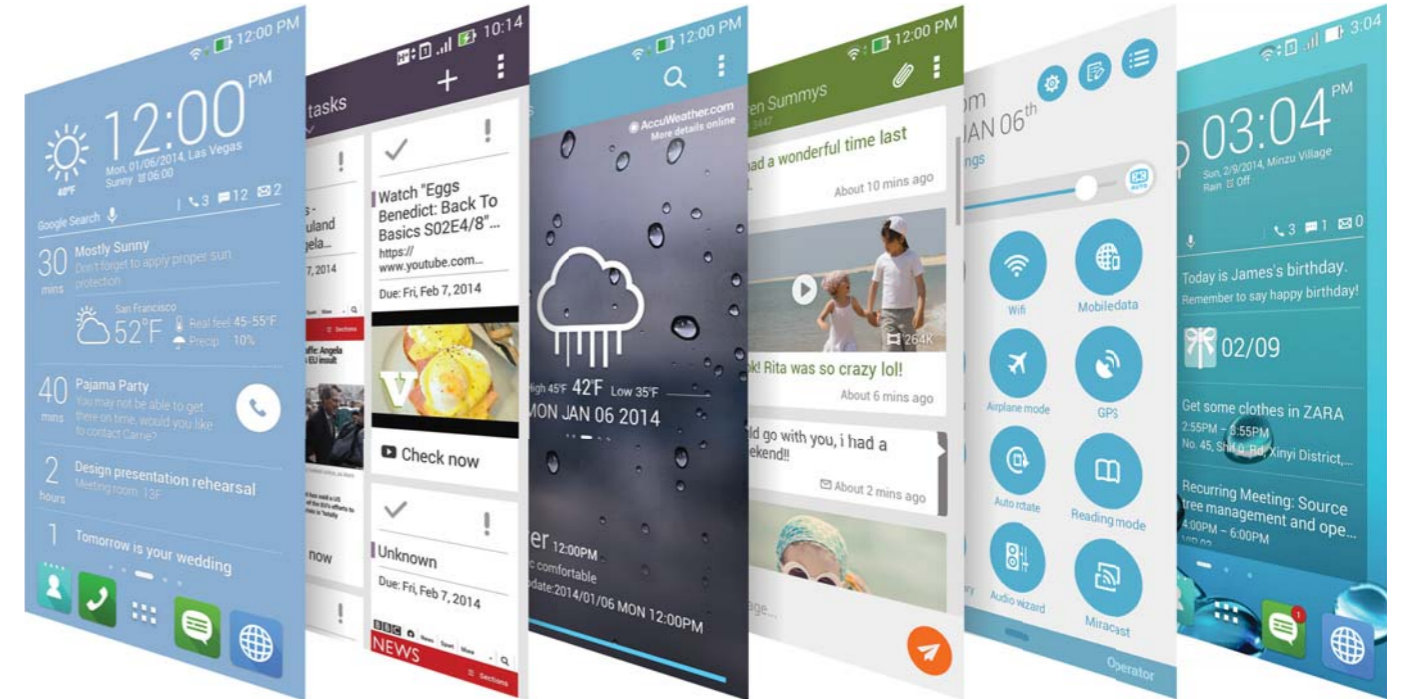 12:00 PM
12:00 PM
Mon, 01/06/2014, Las Vegas
Sunny 06:00
48°F
3 12 2
Google Search
30 mins
Mostly Sunny
Don't forget to apply proper sun
protection
San Francisco
52°F
Real feel 45-55°F
Precip. 10%
40 mins
Pajama Party
You may not be able to get
there on time, would you like
to contact Carrie?
2 hours
Design presentation rehearsal
Meeting room 13F
1
Tomorrow is your wedding
10:14
tasks
7, 2014
now
Watch "Eggs
Benedict: Back To
Basics S02E4/8"...
https://
www.youtube.com...
Due: Fri, Feb 7, 2014
V
Check now
Unknown
Due: Fri, Feb 7, 2014
BBC News Sport More
NEWS
Sections
12:00 PM
AccuWeather.com
More details online
High 45°F 42°F Low 35°F
MON JAN 06 2014
12:00PM
comfortable
2014/01/06 MON 12:00PM
12:00 PM
Summys
3447
had a wonderful time last
About 10 mins ago
264K
Rita was so crazy lol!
About 6 mins ago
go with you, i had a
About 2 mins ago
JAN 06th
AUTO
Wifi
Mobiledata
Airplane mode
GPS
Auto rotate
Reading mode
Audio wizard
Miracast
Operator
3:04
03:04 PM
Sun, 2/9/2014, Minzu Village
Rain Off
3 1 0
Today is James's birthday.
Remember to say happy birthday!
02/09
Get some clothes in ZARA
2:55PM – 3:55PM
No. 45, Shifu Rd, Xinyi District,...
Recurring Meeting: Source
tree management and ope...
4:00PM – 6:00PM
1